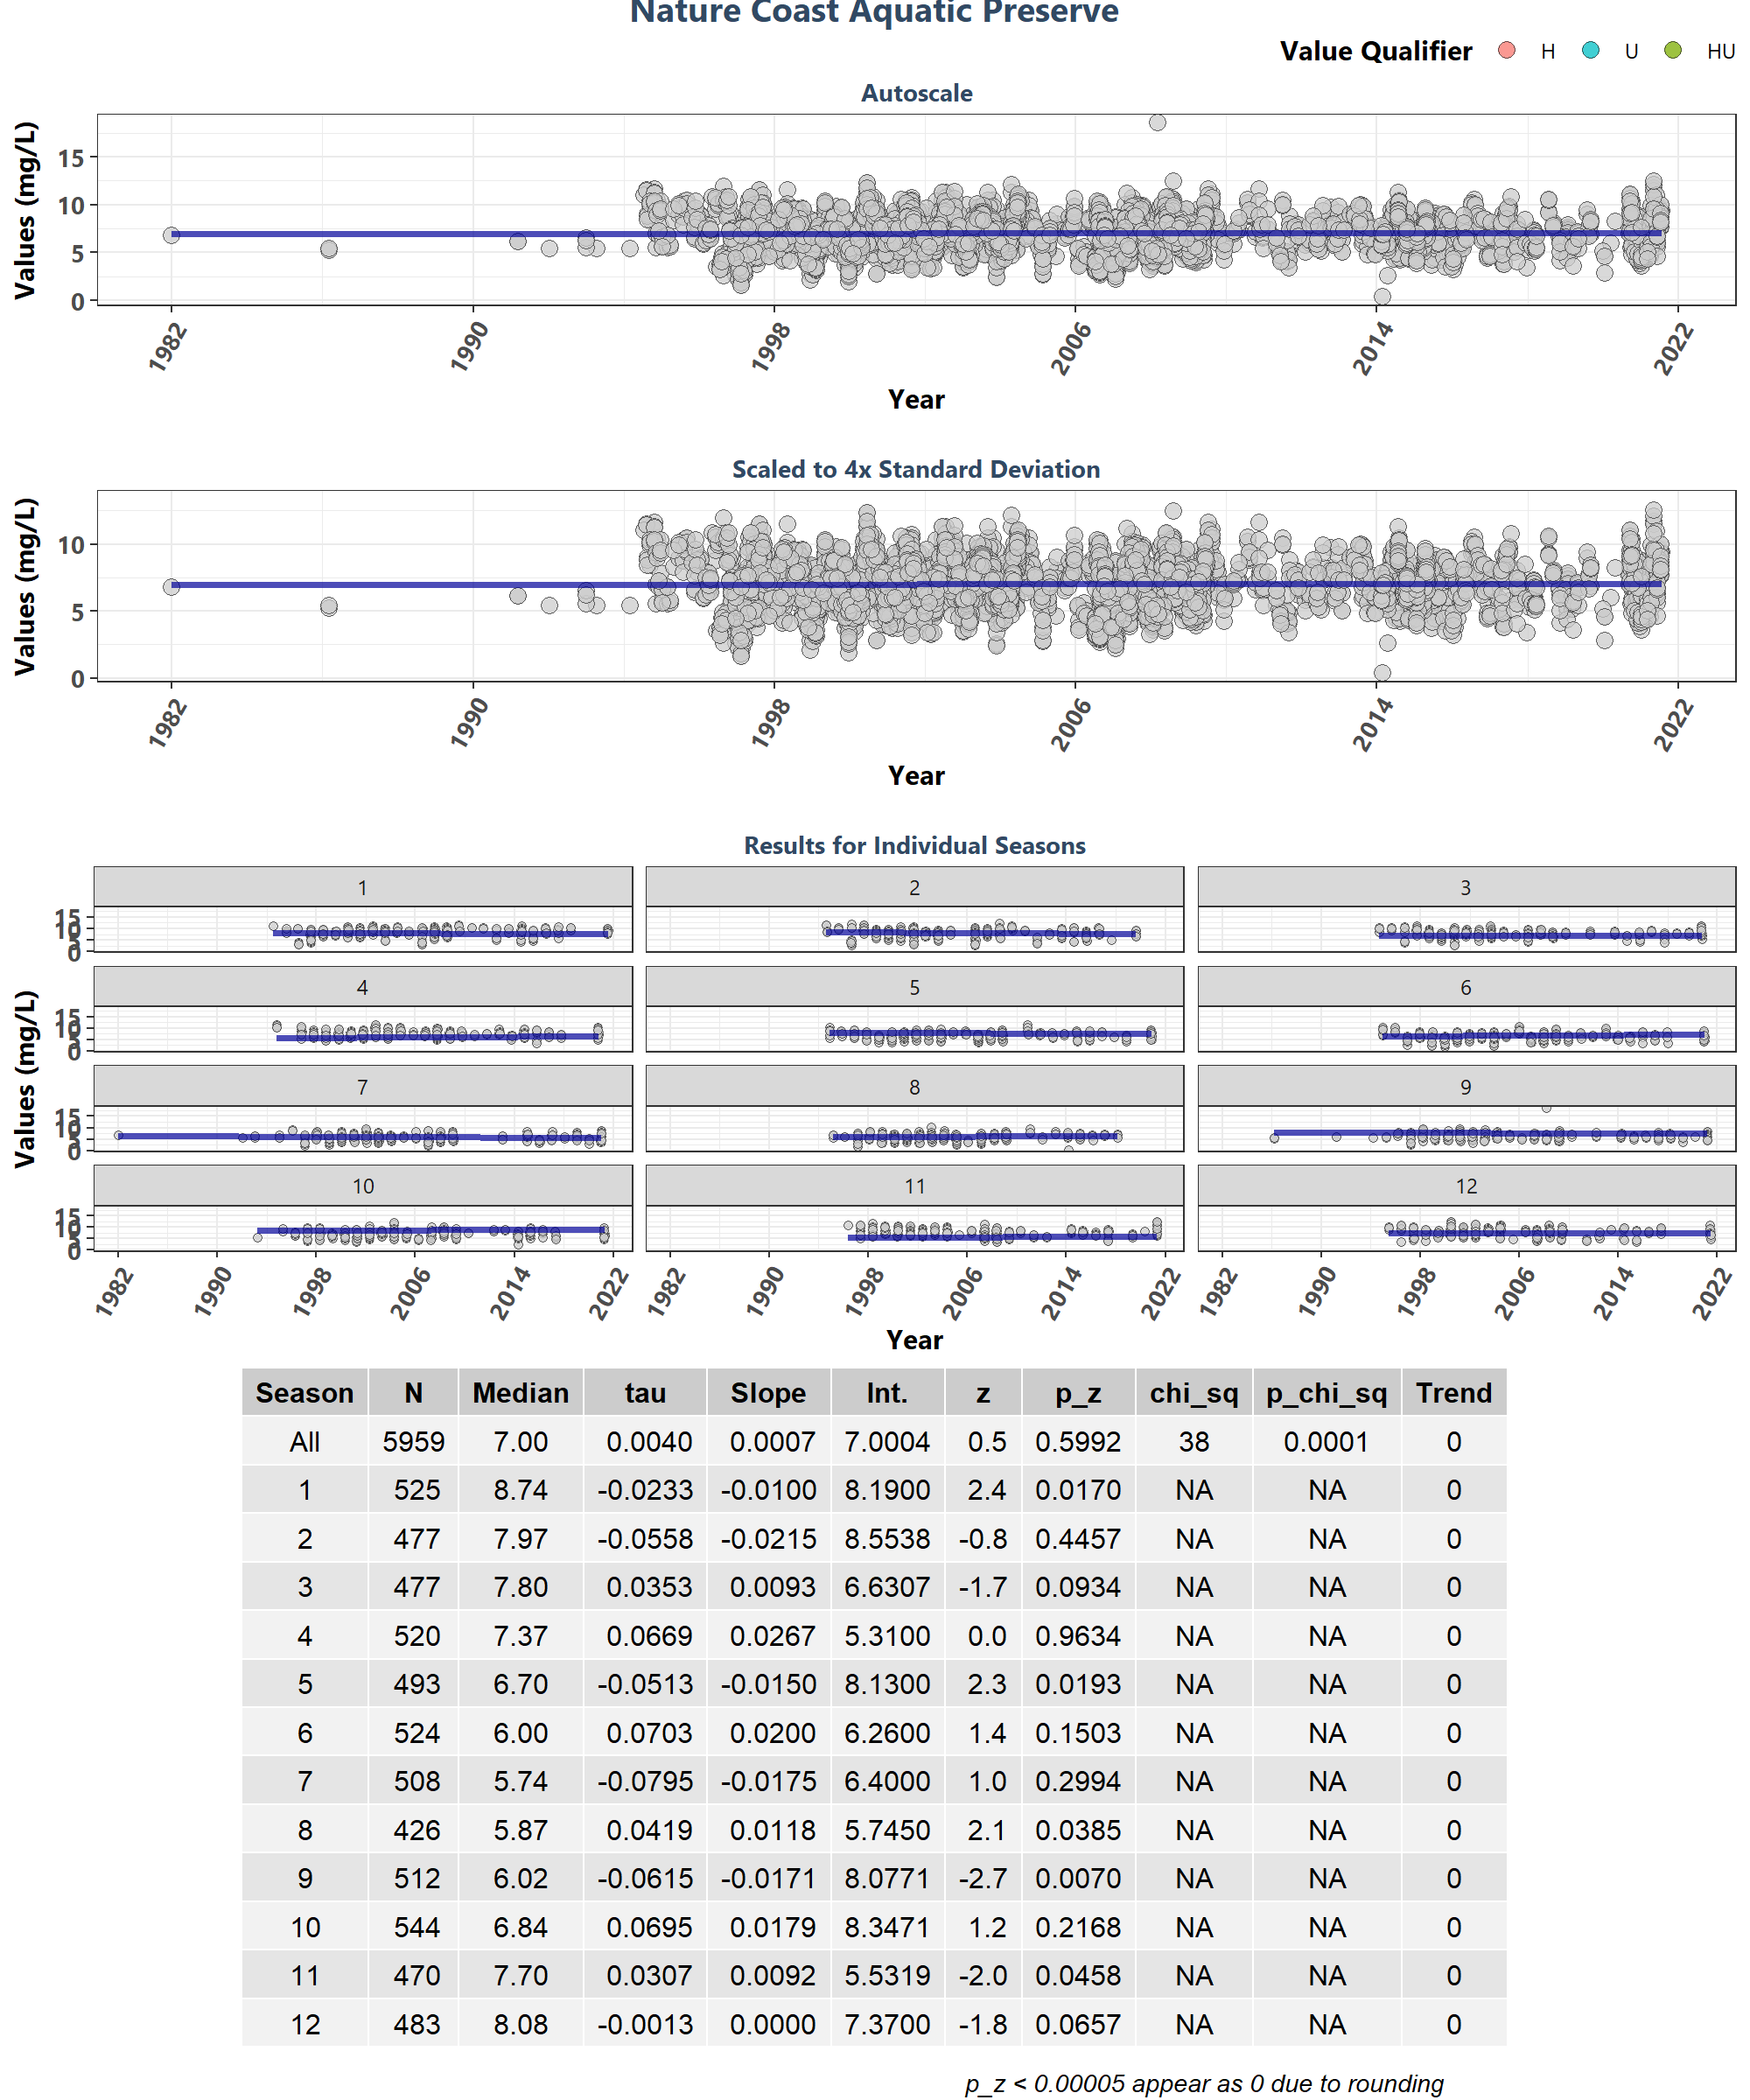 Nature Coast Aquatic Preserve
Value Qualifier H U HU
Autoscale
Values (mg/L)
15
10
5
0
1982 1990 1998 2006 2014 2022
Year
Scaled to 4x Standard Deviation
Values (mg/L)
10
5
0
1982 1990 1998 2006 2014 2022
Year
Results for Individual Seasons
Values (mg/L)
1 2 3
15
10
5
0
4 5 6
15
10
5
0
7 8 9
15
10
5
0
10 11 12
15
10
5
0
1982 1990 1998 2006 2014 2022 1982 1990 1998 2006 2014 2022 1982 1990 1998 2006 2014 2022
Year
Season N Median tau Slope Int. z p_z chi_sq p_chi_sq Trend
All 5959 7.00 0.0040 0.0007 7.0004 0.5 0.5992 38 0.0001 0
1 525 8.74 -0.0233 -0.0100 8.1900 2.4 0.0170 NA NA 0
2 477 7.97 -0.0558 -0.0215 8.5538 -0.8 0.4457 NA NA 0
3 477 7.80 0.0353 0.0093 6.6307 -1.7 0.0934 NA NA 0
4 520 7.37 0.0669 0.0267 5.3100 0.0 0.9634 NA NA 0
5 493 6.70 -0.0513 -0.0150 8.1300 2.3 0.0193 NA NA 0
6 524 6.00 0.0703 0.0200 6.2600 1.4 0.1503 NA NA 0
7 508 5.74 -0.0795 -0.0175 6.4000 1.0 0.2994 NA NA 0
8 426 5.87 0.0419 0.0118 5.7450 2.1 0.0385 NA NA 0
9 512 6.02 -0.0615 -0.0171 8.0771 -2.7 0.0070 NA NA 0
10 544 6.84 0.0695 0.0179 8.3471 1.2 0.2168 NA NA 0
11 470 7.70 0.0307 0.0092 5.5319 -2.0 0.0458 NA NA 0
12 483 8.08 -0.0013 0.0000 7.3700 -1.8 0.0657 NA NA 0
p_z < 0.00005 appear as 0 due to rounding